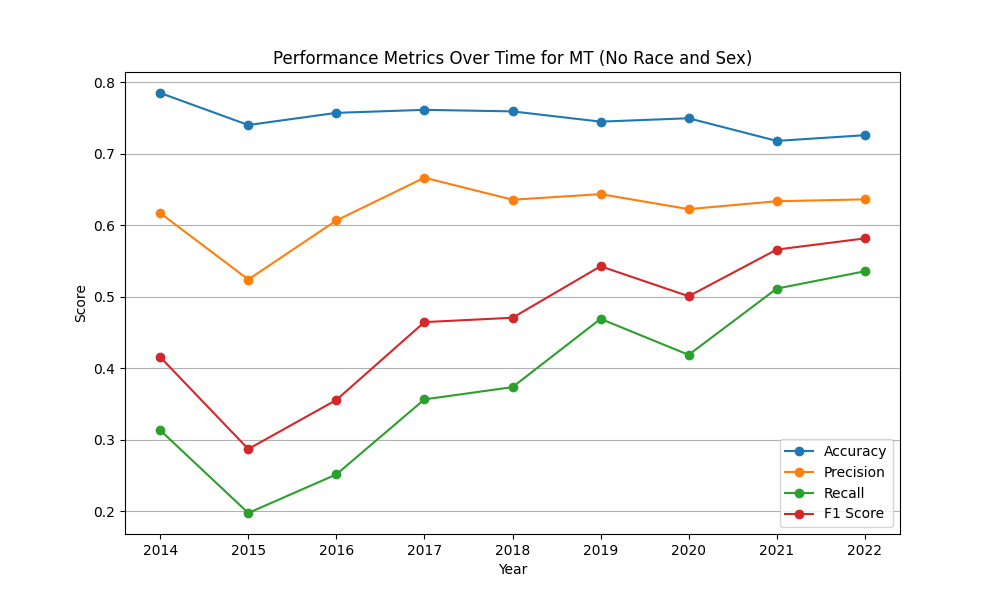 Performance Metrics Over Time for MT (No Race and Sex)
Score
0.8
0.7
0.6
0.5
0.4
0.3
0.2
Accuracy
Precision
Recall
F1 Score
2014 2015 2016 2017 2018 2019 2020 2021 2022
Year